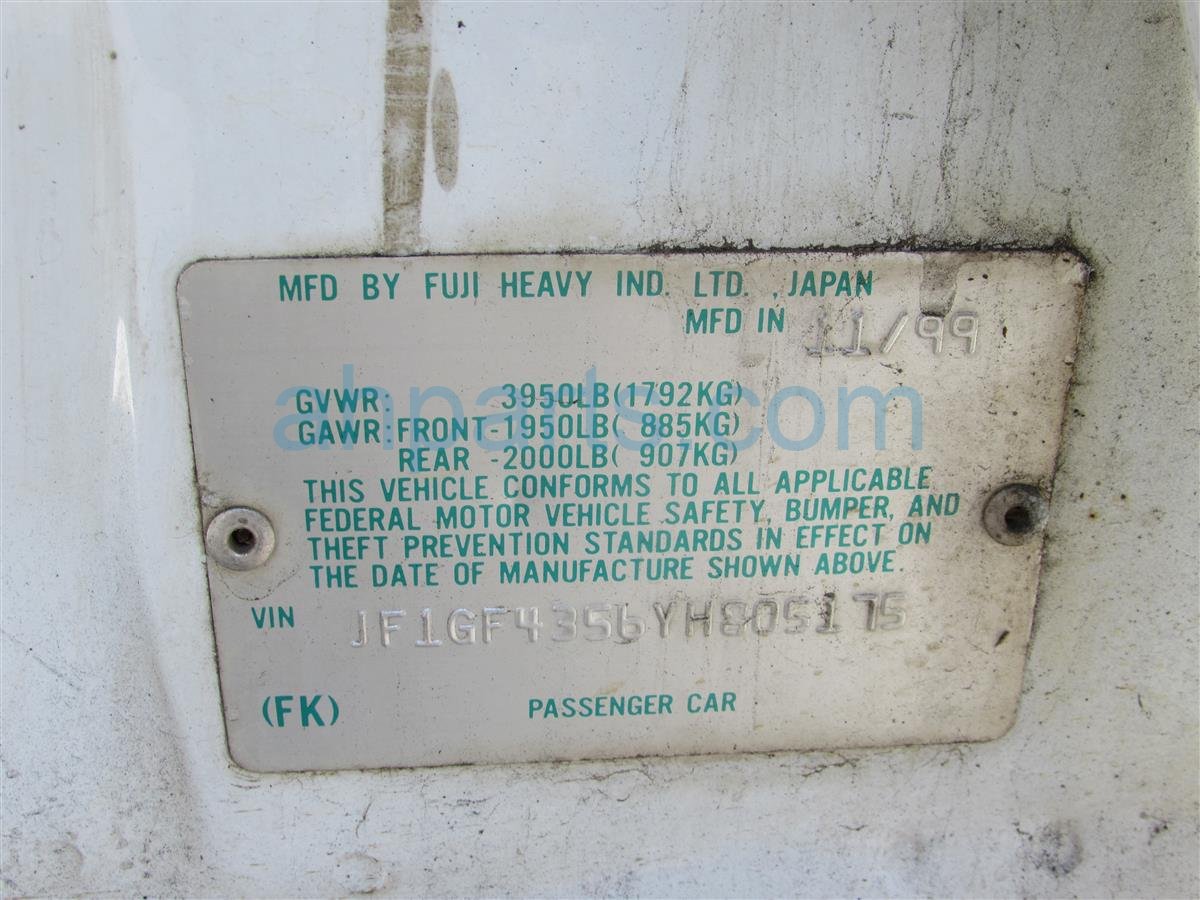 MFD BY FUJI HEAVY IND. LTD., JAPAN
MFD IN 11/99
GVWR: 3950LB(1792KG)
GAWR:FRONT 1950LB( 885KG)
REAR -2000LB( 907KG)
THIS VEHICLE CONFORMS TO ALL APPLICABLE
FEDERAL MOTOR VEHICLE SAFETY, BUMPER, AND
THEFT PREVENTION STANDARDS IN EFFECT ON
THE DATE OF MANUFACTURE SHOWN ABOVE.
VIN JF1GF4356YH805175
(FK) PASSENGER CAR
ahparts.com